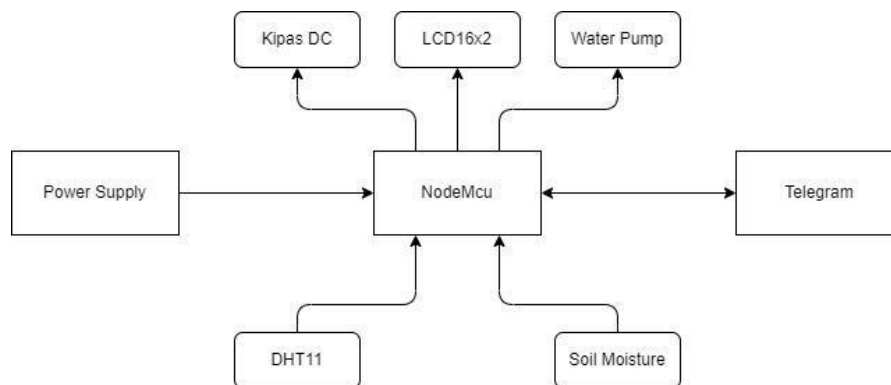 Kipas DC
LCD16x2
Water Pump
Power Supply
NodeMcu
Telegram
DHT11
Soil Moisture